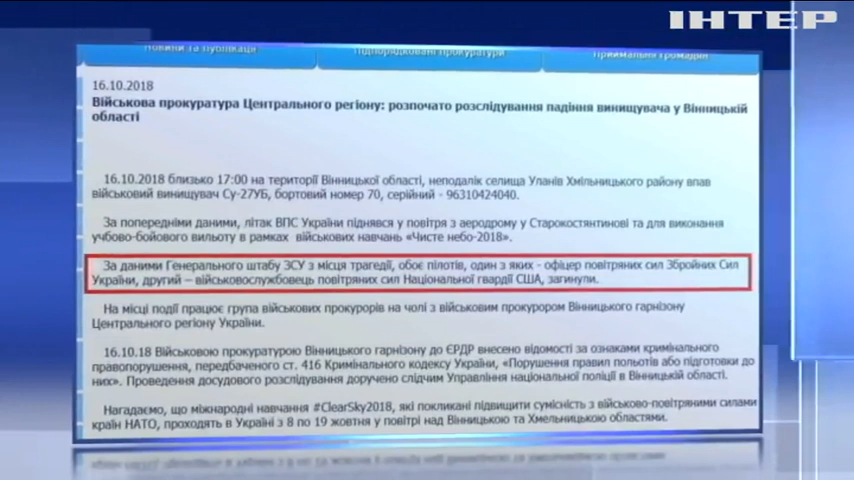 ІНТЕР
Новини та публікації
Підпорядковані прокуратури
Приймальня громадян
16.10.2018
Військова прокуратура Центрального регіону: розпочато розслідування падіння винищувача у Вінницькій
області
16.10.2018 близько 17:00 на території Вінницької області, неподалік селища Уланів Хмільницького району впав
військовий винищувач Су-27УБ, бортовий номер 70, серійний - 96310424040.
За попередніми даними, літак ВПС України піднявся у повітря з аеродрому у Старокостянтинові та для виконання
учбово-бойового вильоту в рамках військових навчань «Чисте небо-2018».
За даними Генерального штабу ЗСУ з місця трагедії, обоє пілотів, один з яких - офіцер повітряних сил Збройних Сил
України, другий – військовослужбовець повітряних сил Національної гвардії США, загинули.
На місці події працює група військових прокурорів на чолі з військовим прокурором Вінницького гарнізону
Центрального регіону України.
16.10.18 Військовою прокуратурою Вінницького гарнізону до ЄРДР внесено відомості за ознаками кримінального
правопорушення, передбаченого ст. 416 Кримінального кодексу України, «Порушення правил польотів або підготовки до
них». Проведення досудового розслідування доручено слідчим Управління національної поліції в Вінницькій області.
Нагадаємо, що міжнародні навчання #ClearSky2018, які покликані підвищити сумісність з військово-повітряними силами
країн НАТО, проходять в Україні з 8 по 19 жовтня у повітрі над Вінницькою та Хмельницькою областями.